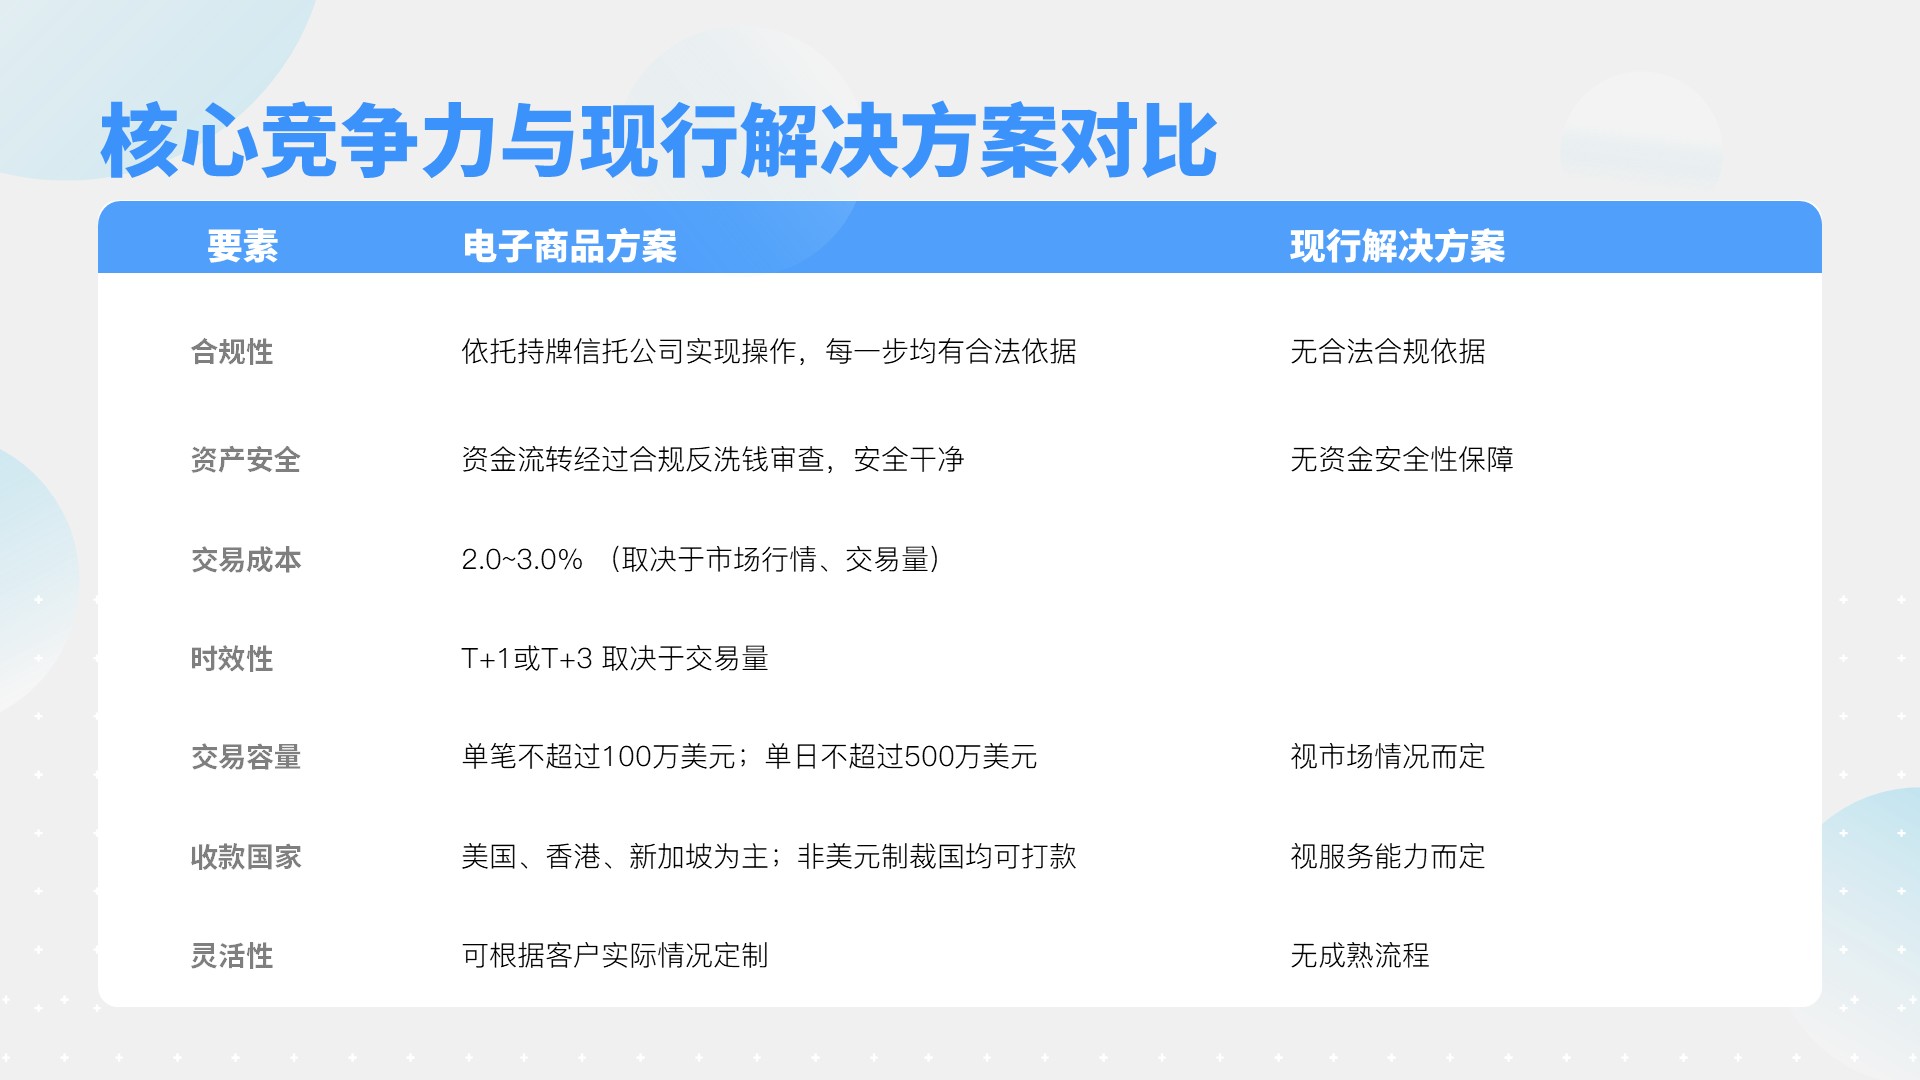 核心竞争力与现行解决方案对比
要素 电子商品方案 现行解决方案
合规性 依托持牌信托公司实现操作，每一步均有合法依据 无合法合规依据
资产安全 资金流转经过合规反洗钱审查，安全干净 无资金安全性保障
交易成本 2.0~3.0% （取决于市场行情、交易量）
时效性 T+1或T+3 取决于交易量
交易容量 单笔不超过100万美元；单日不超过500万美元 视市场情况而定
收款国家 美国、香港、新加坡为主；非美元制裁国均可打款 视服务能力而定
灵活性 可根据客户实际情况定制 无成熟流程